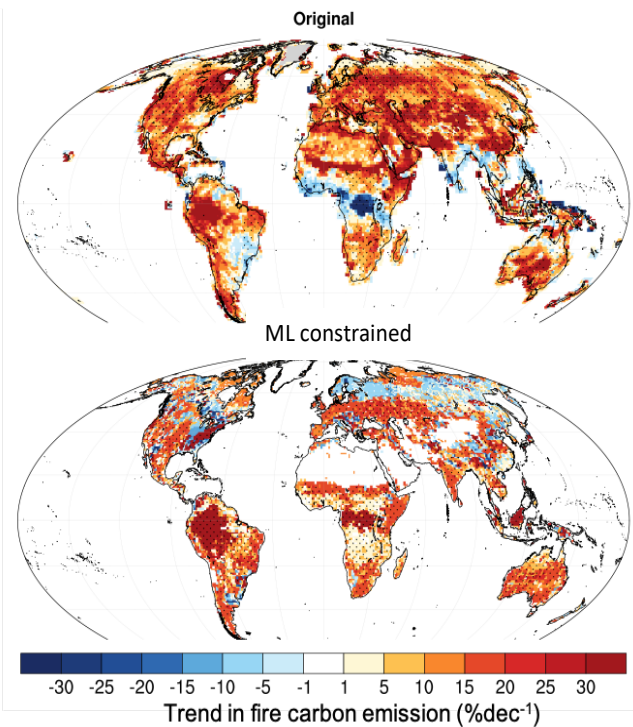 Original
ML constrained
-30 -25 -20 -15 -10 -5 -1 1 5 10 15 20 25 30
Trend in fire carbon emission (%dec⁻¹)